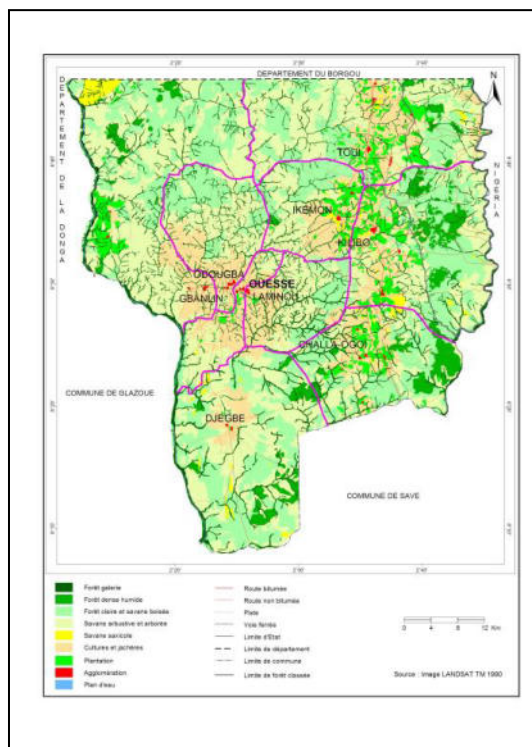 DEPARTEMENT DU BORGOU
N
DEPARTEMENT DE LA DONGA
NIGERIA
TOUI
IKEMON
KILIBO
ODOUGBA
OUESSE
GBANLIN
LAMINOU
CHALLA-OGOI
COMMUNE DE GLAZOUE
DJEGBE
COMMUNE DE SAVE
Forêt galerie
Forêt dense humide
Forêt claire et savane boisée
Savane arbustive et arborée
Savane saxicole
Cultures et jachères
Plantation
Agglomération
Plan d'eau
Route bitumée
Route non bitumée
Piste
Voie ferrée
Limite d'Etat
Limite de département
Limite de commune
Limite de forêt classée
0 4 8 12 Km
Source : Image LANDSAT TM 1990